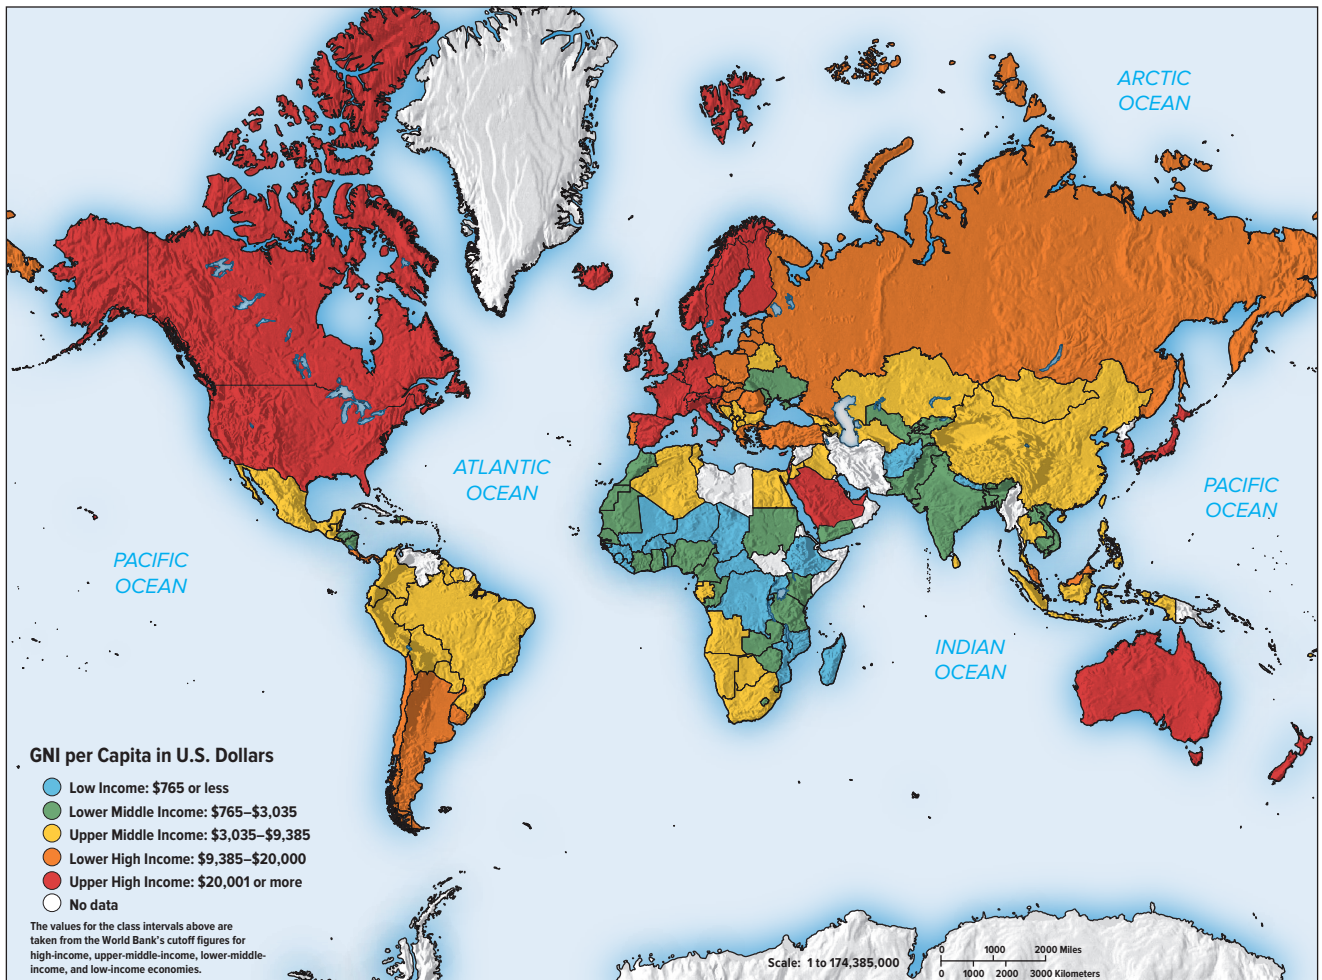 ARCTIC
OCEAN
ATLANTIC
OCEAN
PACIFIC
OCEAN
PACIFIC
OCEAN
INDIAN
OCEAN
GNI per Capita in U.S. Dollars
Low Income: $765 or less
Lower Middle Income: $765–$3,035
Upper Middle Income: $3,035–$9,385
Lower High Income: $9,385–$20,000
Upper High Income: $20,001 or more
No data
The values for the class intervals above are
taken from the World Bank's cutoff figures for
high-income, upper-middle-income, lower-middle-
income, and low-income economies.
Scale: 1 to 174,385,000
0 1000 2000 Miles
0 1000 2000 3000 Kilometers